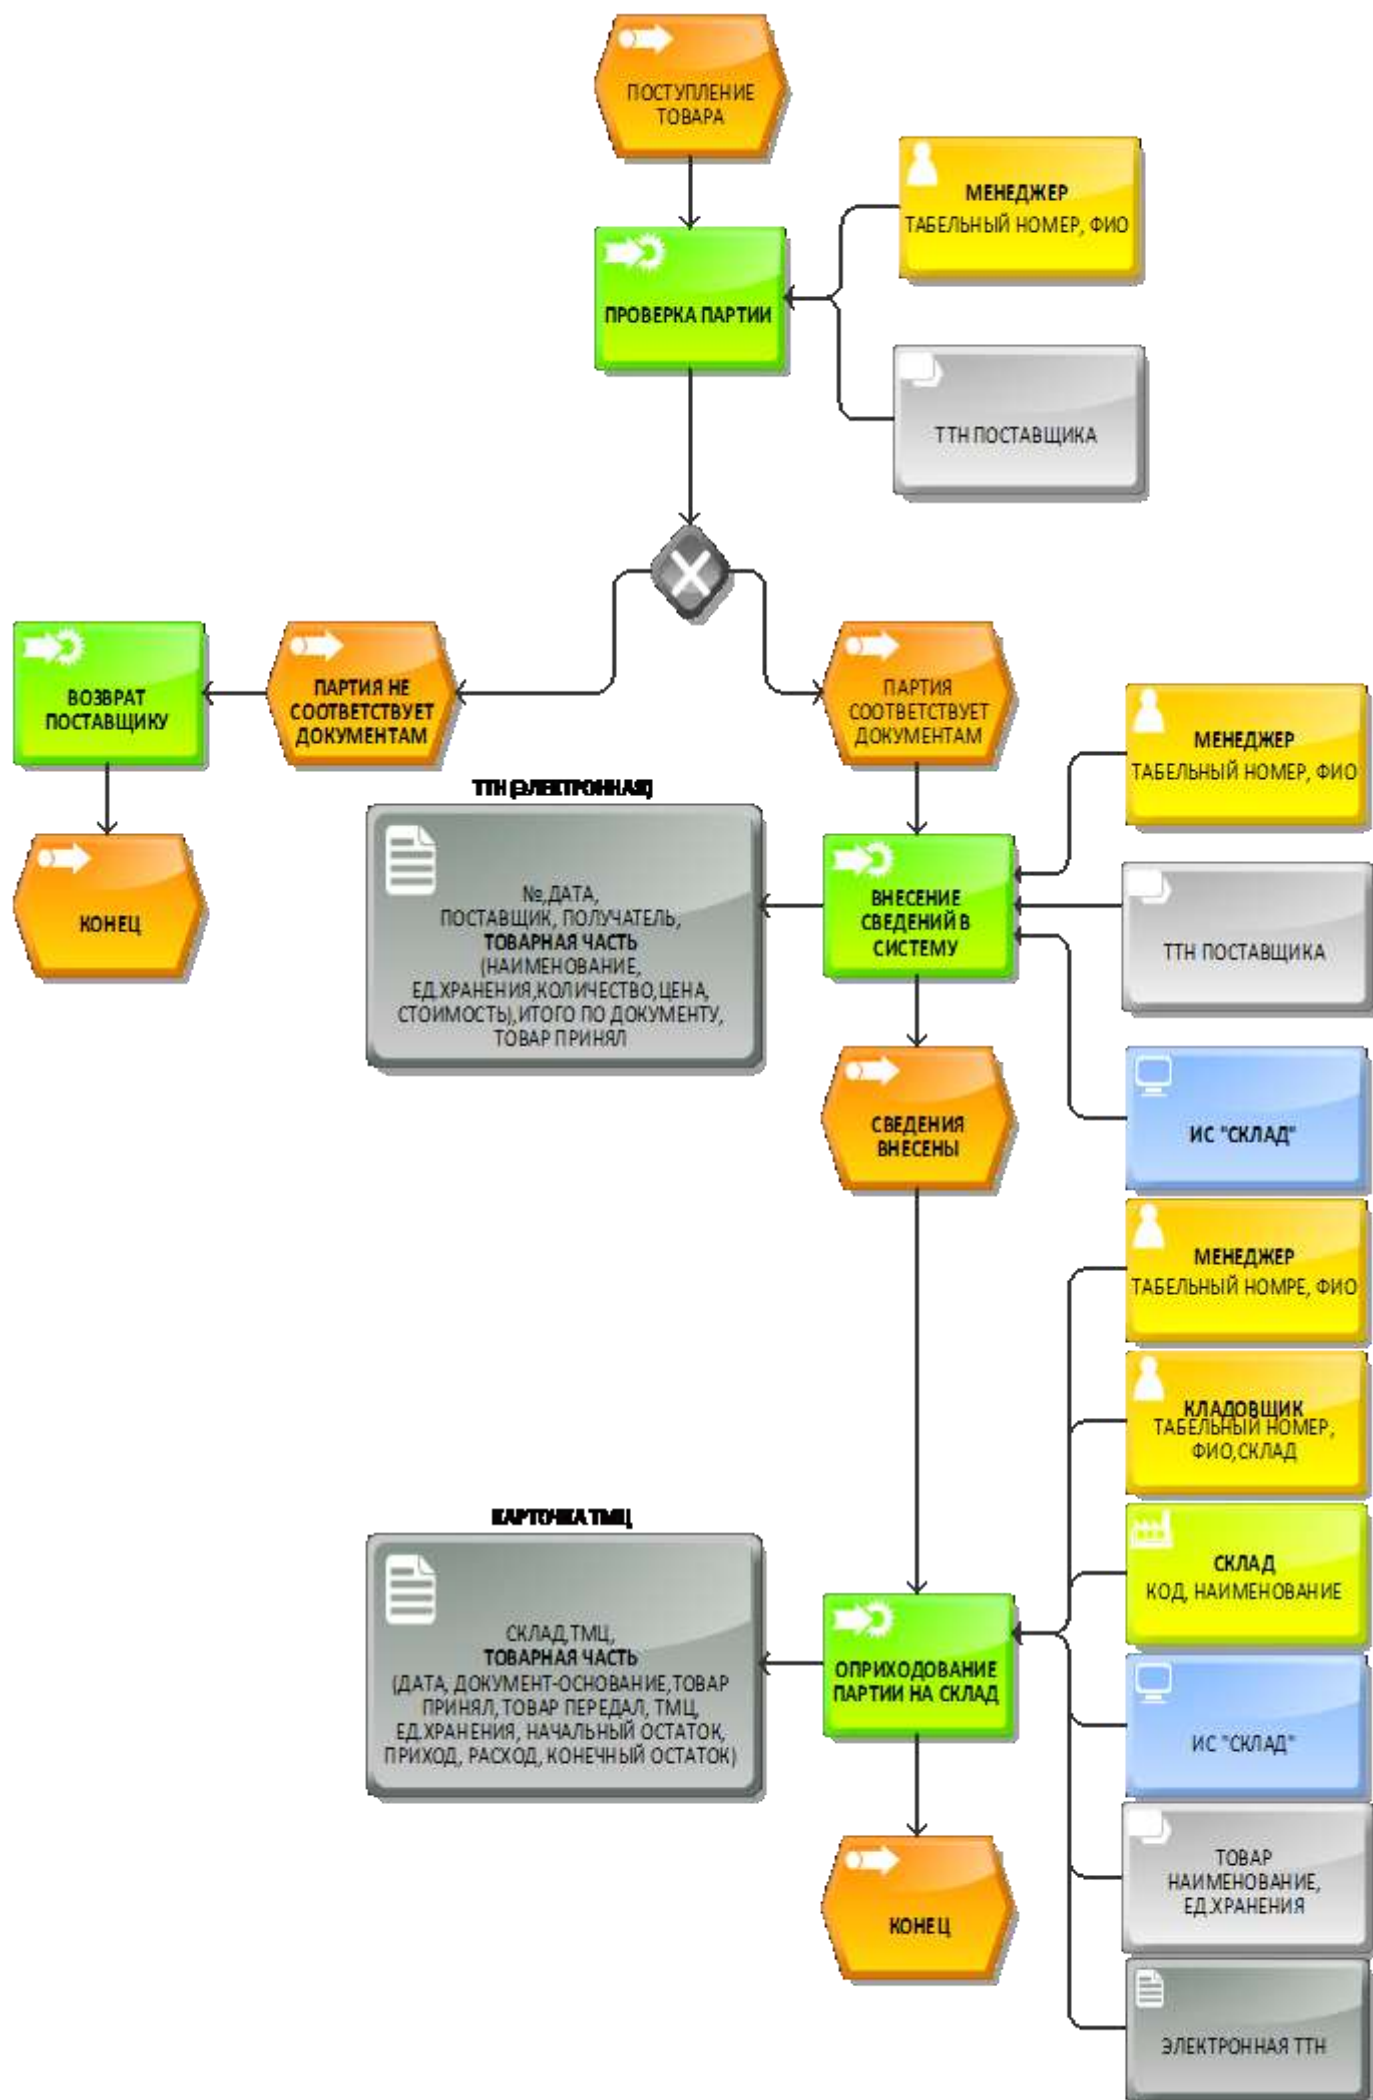 ПОСТУПЛЕНИЕ
ТОВАРА
МЕНЕДЖЕР
ТАБЕЛЬНЫЙ НОМЕР, ФИО
ПРОВЕРКА ПАРТИИ
ТТН ПОСТАВЩИКА
ВОЗВРАТ
ПОСТАВЩИКУ
ПАРТИЯ НЕ
СООТВЕТСТВУЕТ
ДОКУМЕНТАМ
ПАРТИЯ
СООТВЕТСТВУЕТ
ДОКУМЕНТАМ
МЕНЕДЖЕР
ТАБЕЛЬНЫЙ НОМЕР, ФИО
КОНЕЦ
ТТН (ЭЛЕКТРОННАЯ)
№,ДАТА,
ПОСТАВЩИК, ПОЛУЧАТЕЛЬ,
ТОВАРНАЯ ЧАСТЬ
(НАИМЕНОВАНИЕ,
ЕД.ХРАНЕНИЯ,КОЛИЧЕСТВО,ЦЕНА,
СТОИМОСТЬ),ИТОГО ПО ДОКУМЕНТУ,
ТОВАР ПРИНЯЛ
ВНЕСЕНИЕ
СВЕДЕНИЙ В
СИСТЕМУ
ТТН ПОСТАВЩИКА
СВЕДЕНИЯ
ВНЕСЕНЫ
ИС "СКЛАД"
МЕНЕДЖЕР
ТАБЕЛЬНЫЙ НОМРЕ, ФИО
КЛАДОВЩИК
ТАБЕЛЬНЫЙ НОМЕР,
ФИО,СКЛАД
КАРТОЧКА ТМЦ
СКЛАД,ТМЦ,
ТОВАРНАЯ ЧАСТЬ
(ДАТА, ДОКУМЕНТ-ОСНОВАНИЕ,ТОВАР
ПРИНЯЛ,ТОВАР ПЕРЕДАЛ, ТМЦ,
ЕД.ХРАНЕНИЯ, НАЧАЛЬНЫЙ ОСТАТОК,
ПРИХОД, РАСХОД, КОНЕЧНЫЙ ОСТАТОК)
ОПРИХОДОВАНИЕ
ПАРТИИ НА СКЛАД
СКЛАД
КОД, НАИМЕНОВАНИЕ
ИС "СКЛАД"
КОНЕЦ
ТОВАР
НАИМЕНОВАНИЕ,
ЕД.ХРАНЕНИЯ
ЭЛЕКТРОННАЯ ТТН